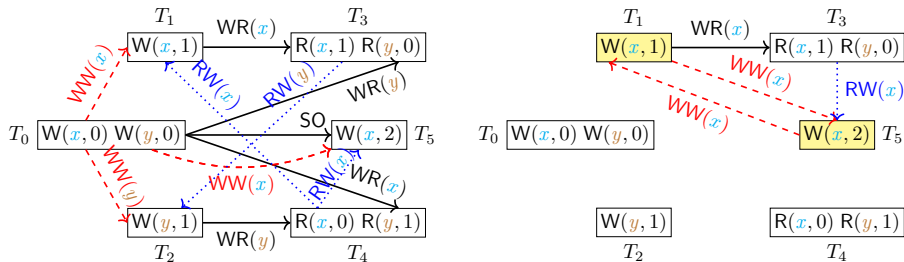 T₁ T₃
W(x, 1) WR(x) R(x, 1) R(y, 0)
WW(x) RW(x) RW(y) WR(y)
T₀ W(x, 0) W(y, 0) SO W(x, 2) T₅
WW(y) WW(x) RW(x) WR(x)
W(y, 1) WR(y) R(x, 0) R(y, 1)
T₂ T₄
T₁ T₃
W(x, 1) WR(x) R(x, 1) R(y, 0)
WW(x) RW(x)
WW(x)
T₀ W(x, 0) W(y, 0) W(x, 2) T₅
W(y, 1) R(x, 0) R(y, 1)
T₂ T₄